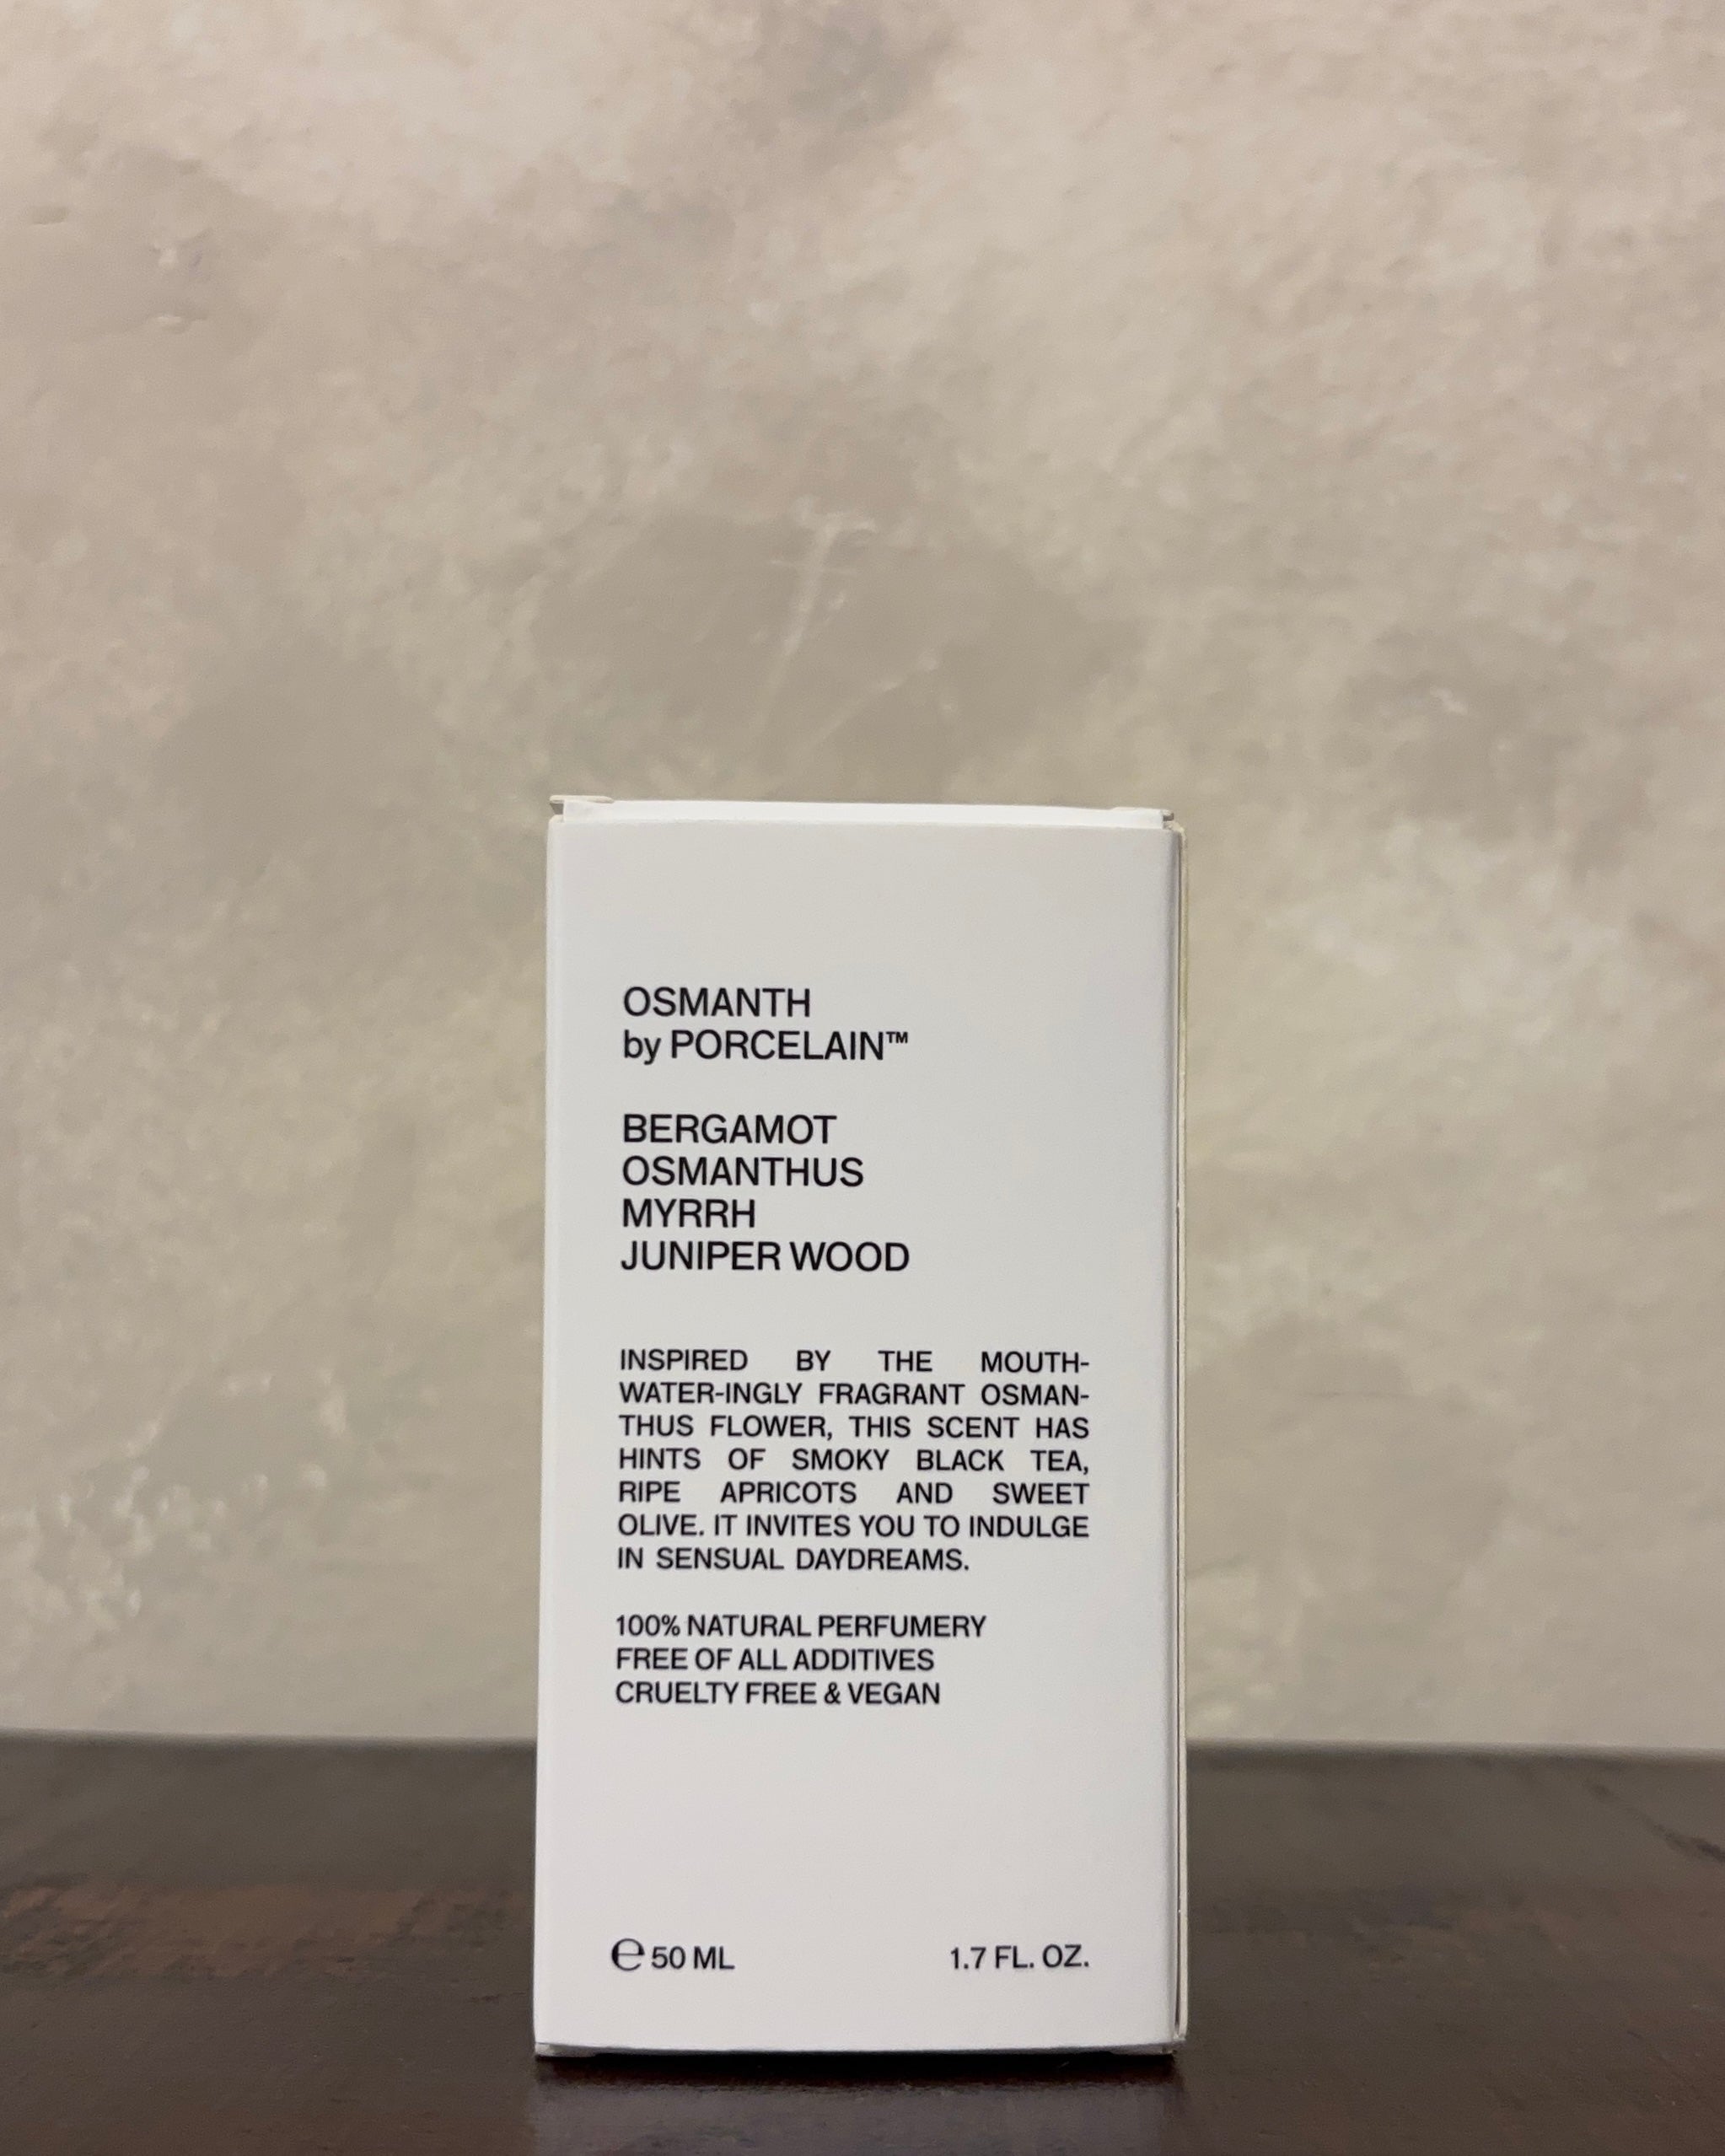 OSMANTH
by PORCELAIN™
BERGAMOT
OSMANTHUS
MYRRH
JUNIPER WOOD
INSPIRED BY THE MOUTH-
WATER-INGLY FRAGRANT OSMAN-
THUS FLOWER, THIS SCENT HAS
HINTS OF SMOKY BLACK TEA,
RIPE APRICOTS AND SWEET
OLIVE. IT INVITES YOU TO INDULGE
IN SENSUAL DAYDREAMS.
100% NATURAL PERFUMERY
FREE OF ALL ADDITIVES
CRUELTY FREE & VEGAN
℮ 50 ML 1.7 FL. OZ.